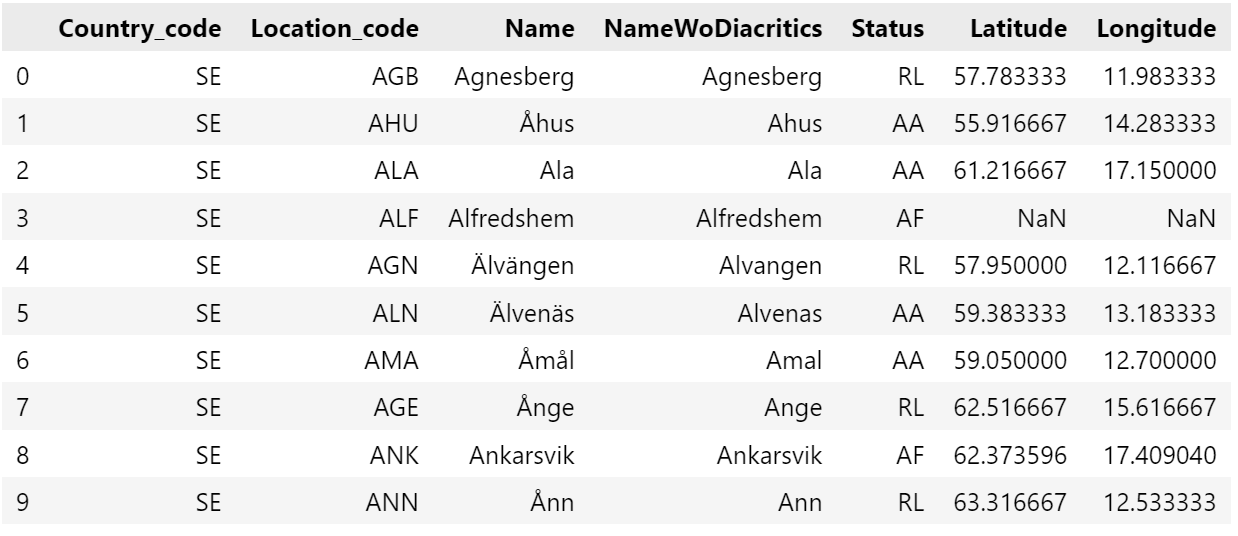 Country_code Location_code Name NameWoDiacritics Status Latitude Longitude
0 SE AGB Agnesberg Agnesberg RL 57.783333 11.983333
1 SE AHU Åhus Ahus AA 55.916667 14.283333
2 SE ALA Ala Ala AA 61.216667 17.150000
3 SE ALF Alfredshem Alfredshem AF NaN NaN
4 SE AGN Älvängen Alvangen RL 57.950000 12.116667
5 SE ALN Älvenäs Alvenas AA 59.383333 13.183333
6 SE AMA Åmål Amal AA 59.050000 12.700000
7 SE AGE Ånge Ange RL 62.516667 15.616667
8 SE ANK Ankarsvik Ankarsvik AF 62.373596 17.409040
9 SE ANN Ånn Ann RL 63.316667 12.533333